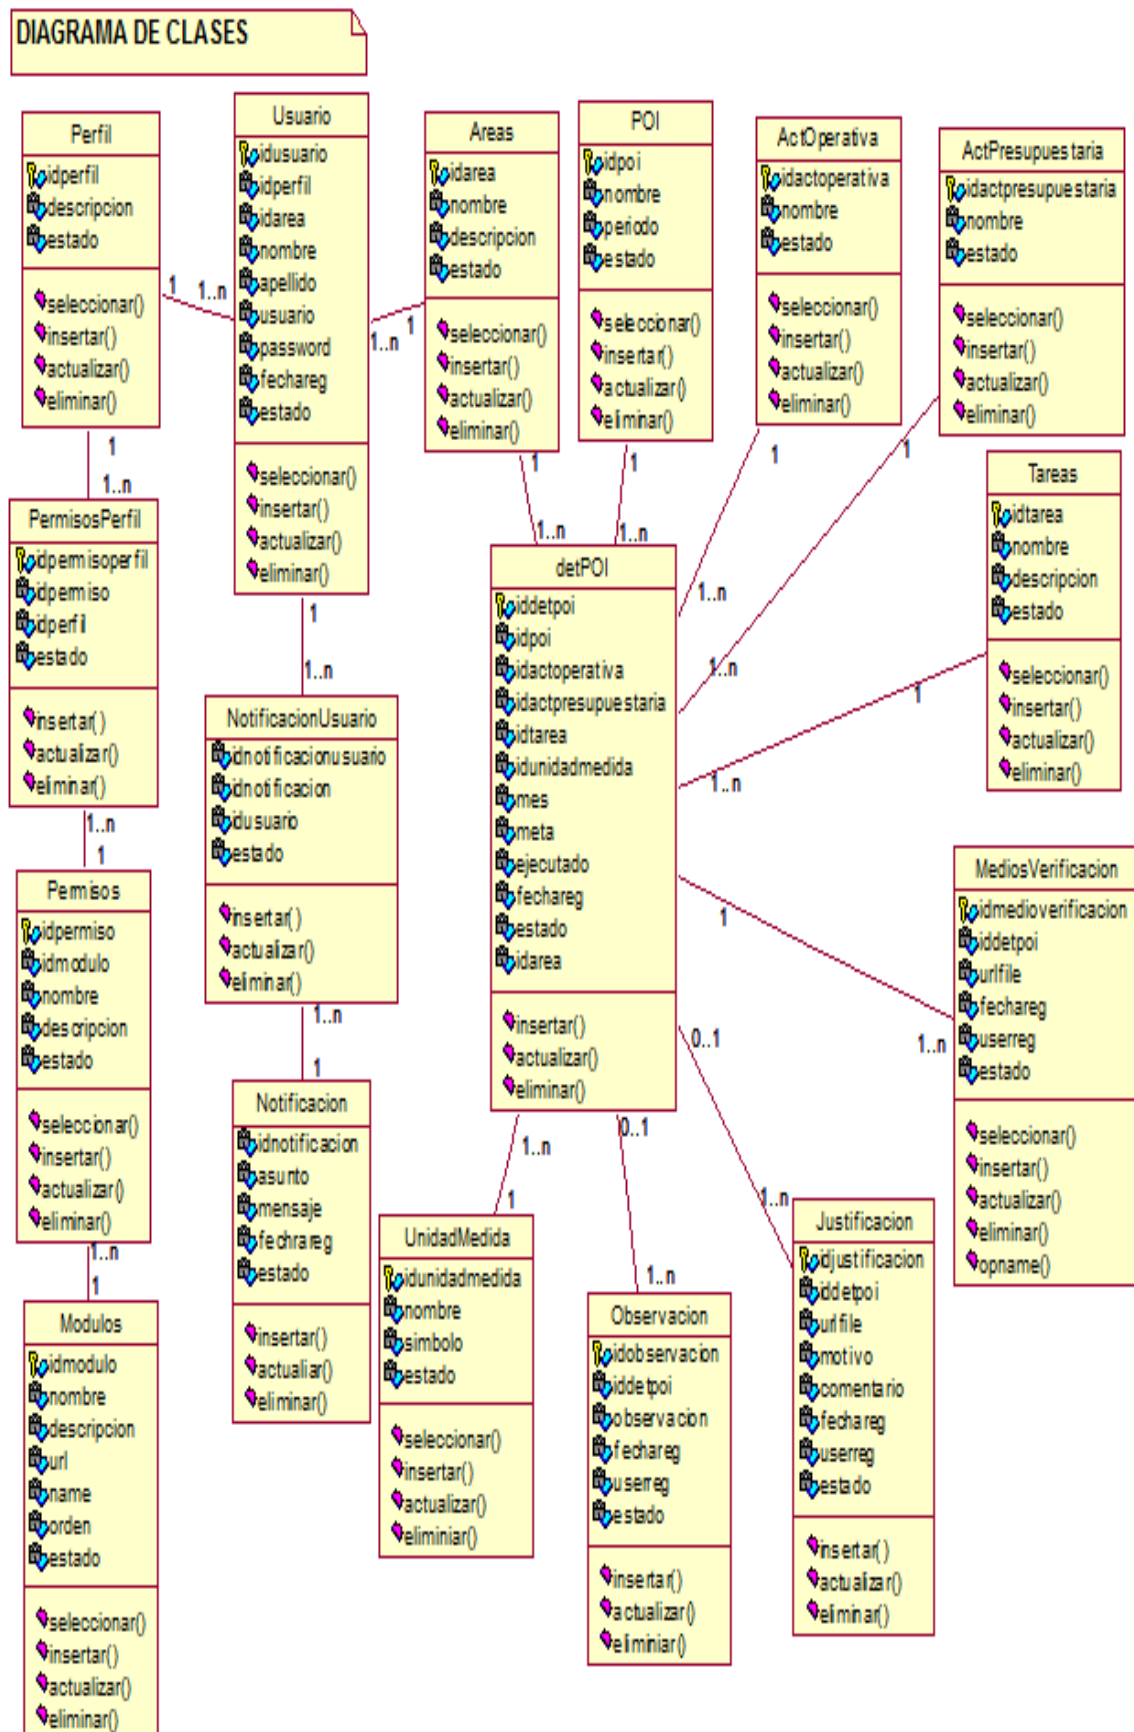 DIAGRAMA DE CLASES
Perfil
idperfil
descripcion
estado
seleccionar()
insertar()
actualizar()
eliminar()
1
1..n
Usuario
idusuario
idperfil
idarea
nombre
apellido
usuario
password
fechareg
estado
seleccionar()
insertar()
actualizar()
eliminar()
1..n
1
Areas
idarea
nombre
descripcion
estado
seleccionar()
insertar()
actualizar()
eliminar()
1
1..n
POI
idpoi
nombre
periodo
estado
seleccionar()
insertar()
actualizar()
eliminar()
1
1..n
ActOperativa
idactoperativa
nombre
estado
seleccionar()
insertar()
actualizar()
eliminar()
1
1..n
ActPresupuestaria
idactpresupuestaria
nombre
estado
seleccionar()
insertar()
actualizar()
eliminar()
1
1..n
Tareas
idtarea
nombre
descripcion
estado
seleccionar()
insertar()
actualizar()
eliminar()
1
1..n
1
1..n
PermisosPerfil
idpermisoperfil
idpermiso
idperfil
estado
insertar()
actualizar()
eliminar()
1..n
1
Permisos
idpermiso
idmodulo
nombre
descripcion
estado
seleccionar()
insertar()
actualizar()
eliminar()
1..n
1
Modulos
idmodulo
nombre
descripcion
url
name
orden
estado
seleccionar()
insertar()
actualizar()
eliminar()
1
1..n
NotificacionUsuario
idnotificacionusuario
idnotificacion
idusuario
estado
insertar()
actualizar()
eliminar()
1..n
1
Notificacion
idnotificacion
asunto
mensaje
fechrareg
estado
insertar()
actualiar()
eliminar()
detPOI
iddetpoi
idpoi
idactoperativa
idactpresupuestaria
idtarea
idunidadmedida
mes
meta
ejecutado
fechareg
estado
idarea
insertar()
actualizar()
eliminar()
1..n
1
UnidadMedida
idunidadmedida
nombre
simbolo
estado
seleccionar()
insertar()
actualizar()
eliminiar()
0..1
1..n
Observacion
idobservacion
iddetpoi
observacion
fechareg
userreg
estado
insertar()
actualizar()
eliminiar()
0..1
1..n
Justificacion
idjustificacion
iddetpoi
urlfile
motivo
comentario
fechareg
userreg
estado
insertar()
actualizar()
eliminar()
1
1..n
MediosVerificacion
idmedioverificacion
iddetpoi
urlfile
fechareg
userreg
estado
seleccionar()
insertar()
actualizar()
eliminar()
opname()